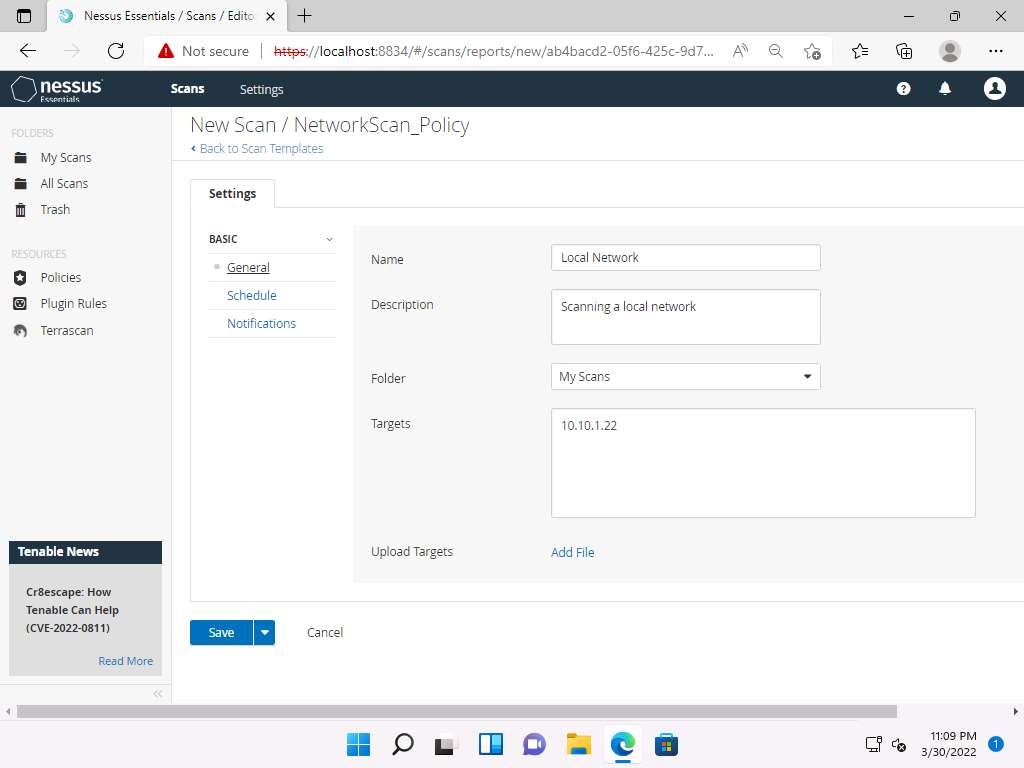 Nessus Essentials / Scans / Edito
Not secure
https://localhost:8834/#/scans/reports/new/ab4bacd2-05f6-425c-9d7...
nessus
Essentials
Scans
Settings
FOLDERS
My Scans
All Scans
Trash
RESOURCES
Policies
Plugin Rules
Terrascan
Tenable News
Cr8escape: How
Tenable Can Help
(CVE-2022-0811)
Read More
New Scan / NetworkScan_Policy
Back to Scan Templates
Settings
BASIC
General
Schedule
Notifications
Name
Local Network
Description
Scanning a local network
Folder
My Scans
Targets
10.10.1.22
Upload Targets
Add File
Save
Cancel
11:09 PM
3/30/2022
1